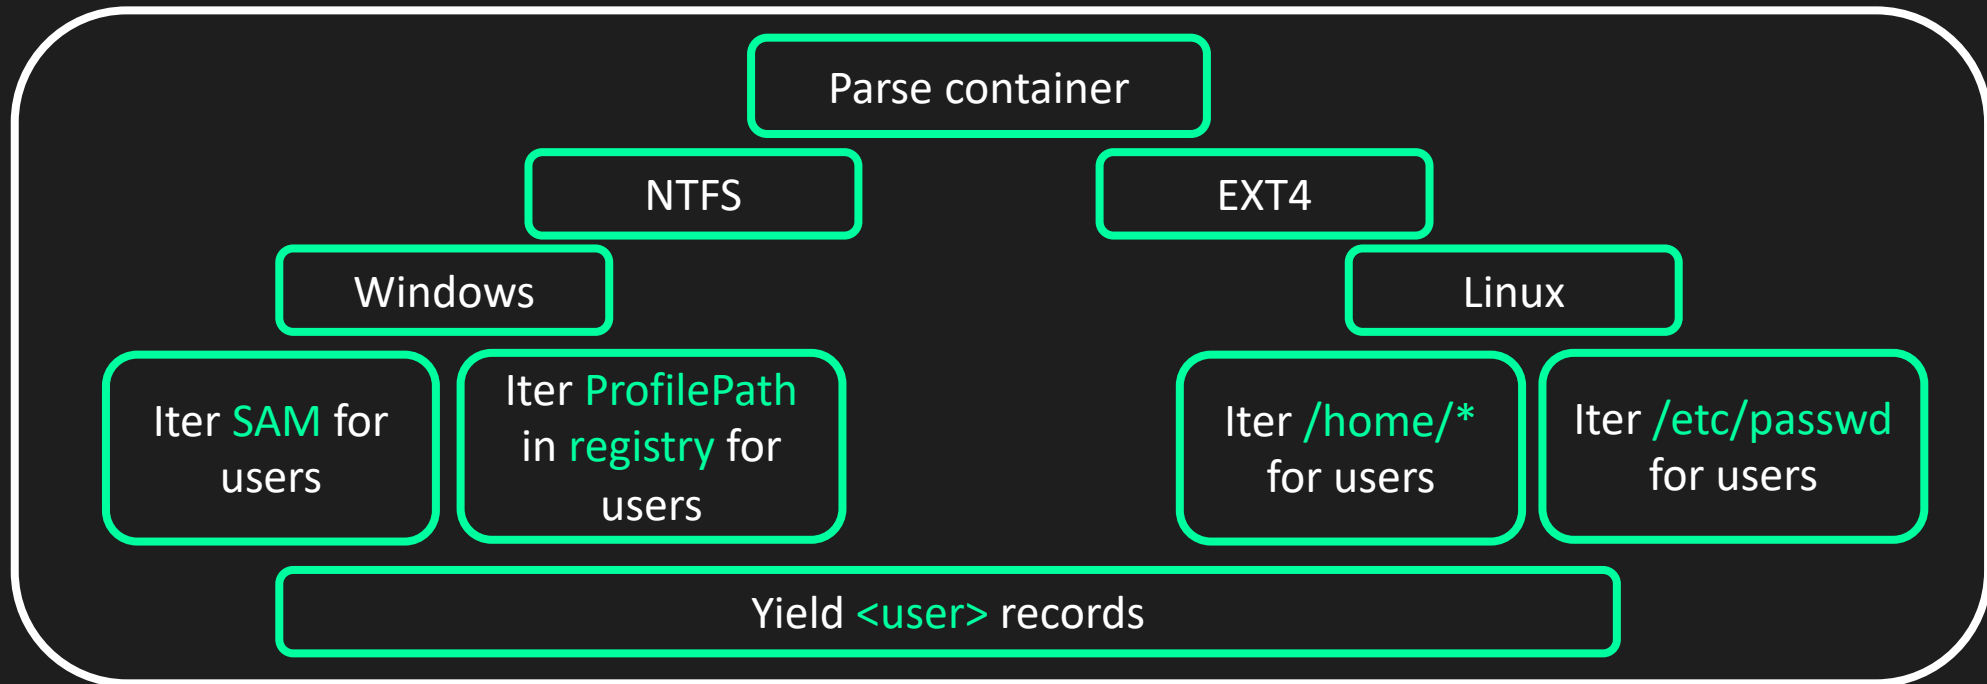 Parse container
NTFS
EXT4
Windows
Linux
Iter SAM for
users
Iter ProfilePath
in registry for
users
Iter /home/*
for users
Iter /etc/passwd
for users
Yield <user> records